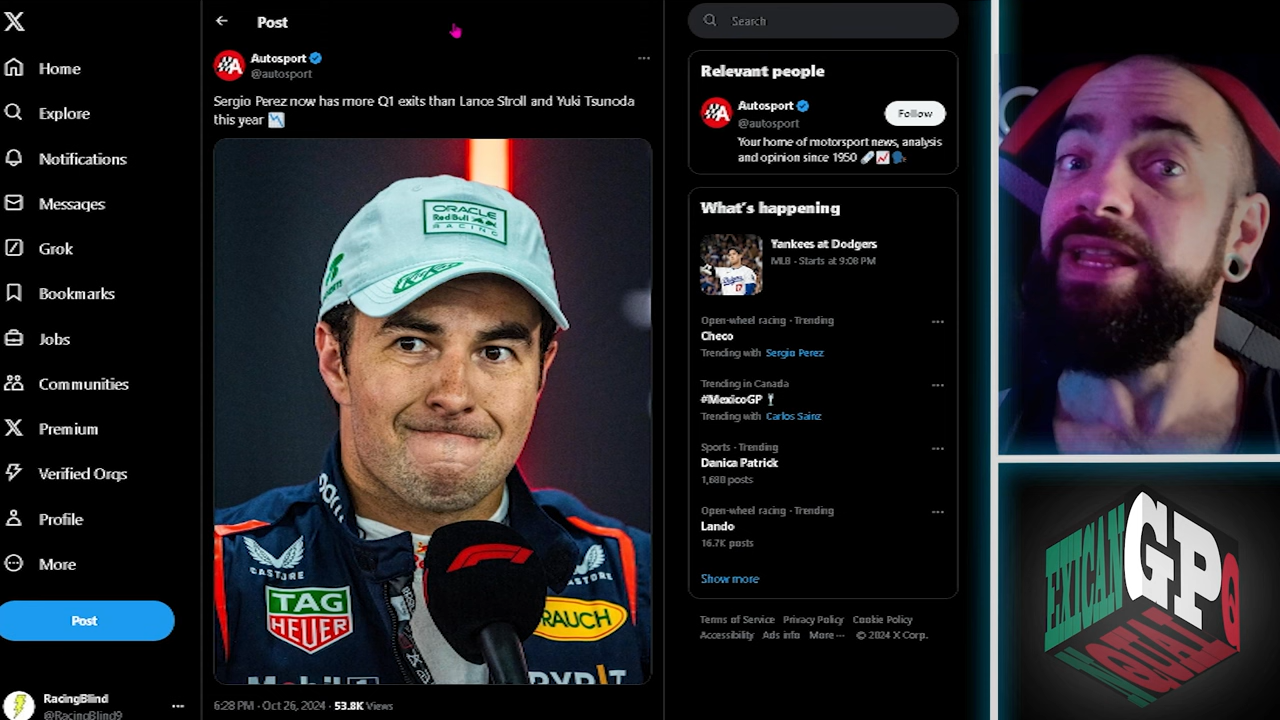 Home
Explore
Notifications
Messages
Grok
Bookmarks
Jobs
Communities
Premium
Verified Orgs
Profile
More
Post
RacingBlind
@RacingBlind9
Post
Autosport
@autosport
Sergio Perez now has more Q1 exits than Lance Stroll and Yuki Tsunoda
this year
ORACLE
Red Bull
RACING
CASTORE
TAG
HEUER
RAUCH
Mobil 1
6:28 PM · Oct 26, 2024 · 53.8K Views
Search
Relevant people
Autosport
@autosport
Follow
Your home of motorsport news, analysis
and opinion since 1950
What's happening
Yankees at Dodgers
MLB · Starts at 9:08 PM
Open-wheel racing · Trending
Checo
Trending with Sergio Perez
Trending in Canada
#MexicoGP
Trending with Carlos Sainz
Sports · Trending
Danica Patrick
1,680 posts
Open-wheel racing · Trending
Lando
16.7K posts
Show more
Terms of Service Privacy Policy Cookie Policy
Accessibility Ads info More ··· © 2024 X Corp.
EXICAN
GP
Q